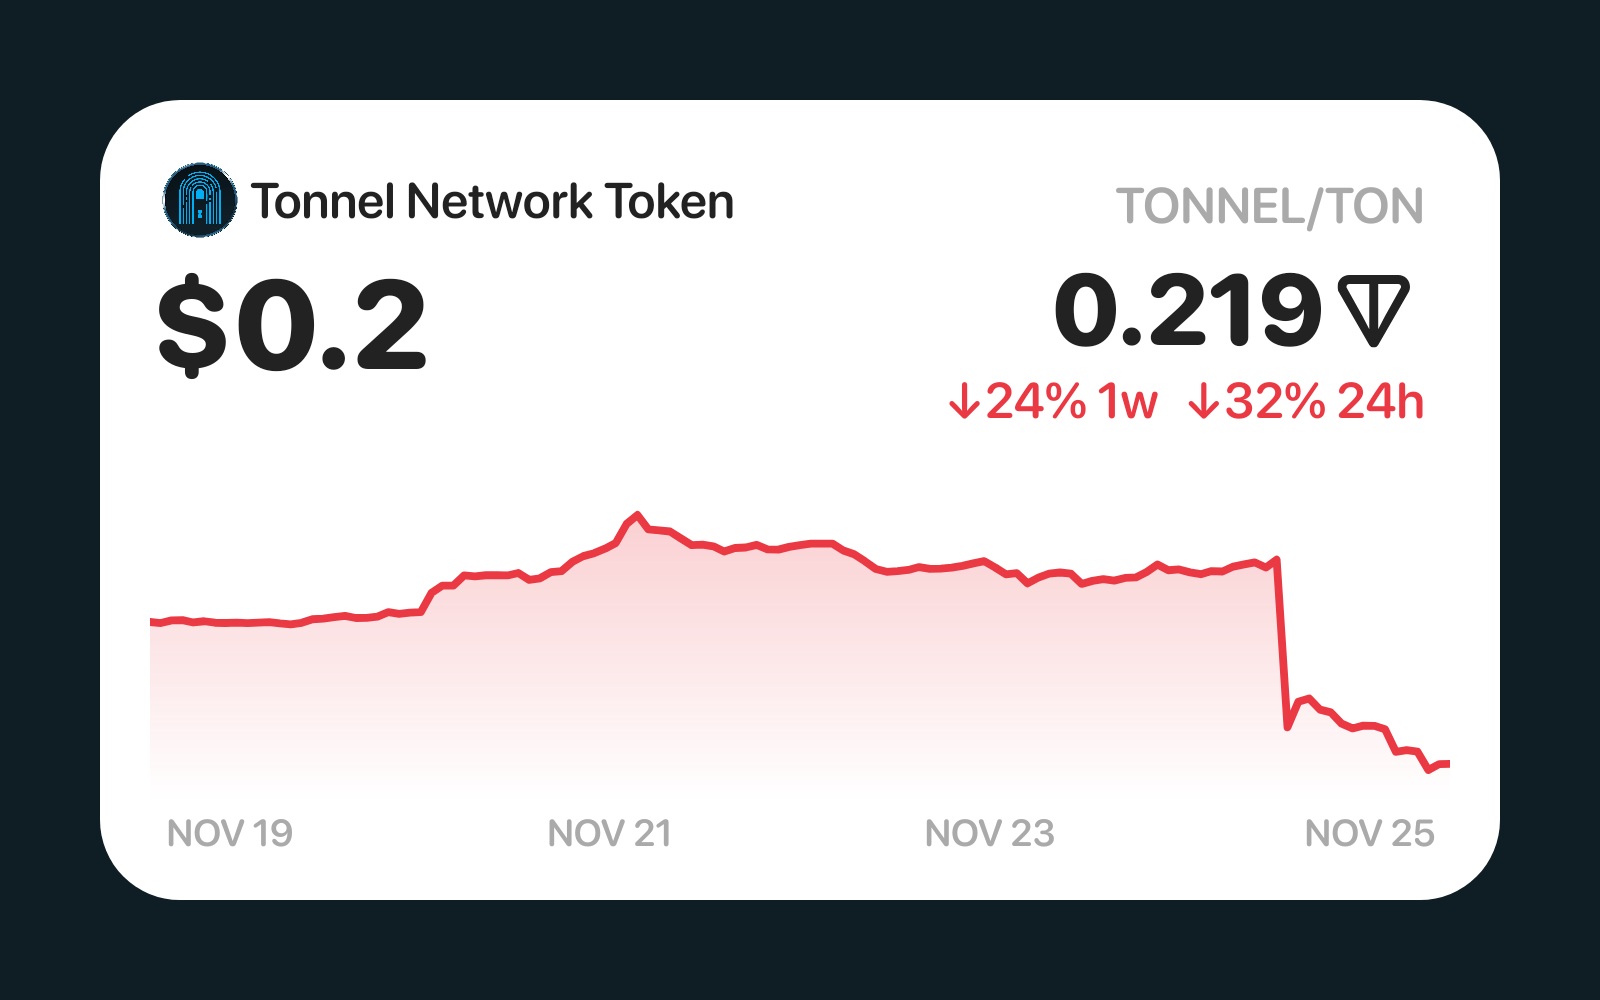 Tonnel Network Token
TONNEL/TON
$0.2
0.219
↓24% 1w ↓32% 24h
NOV 19
NOV 21
NOV 23
NOV 25